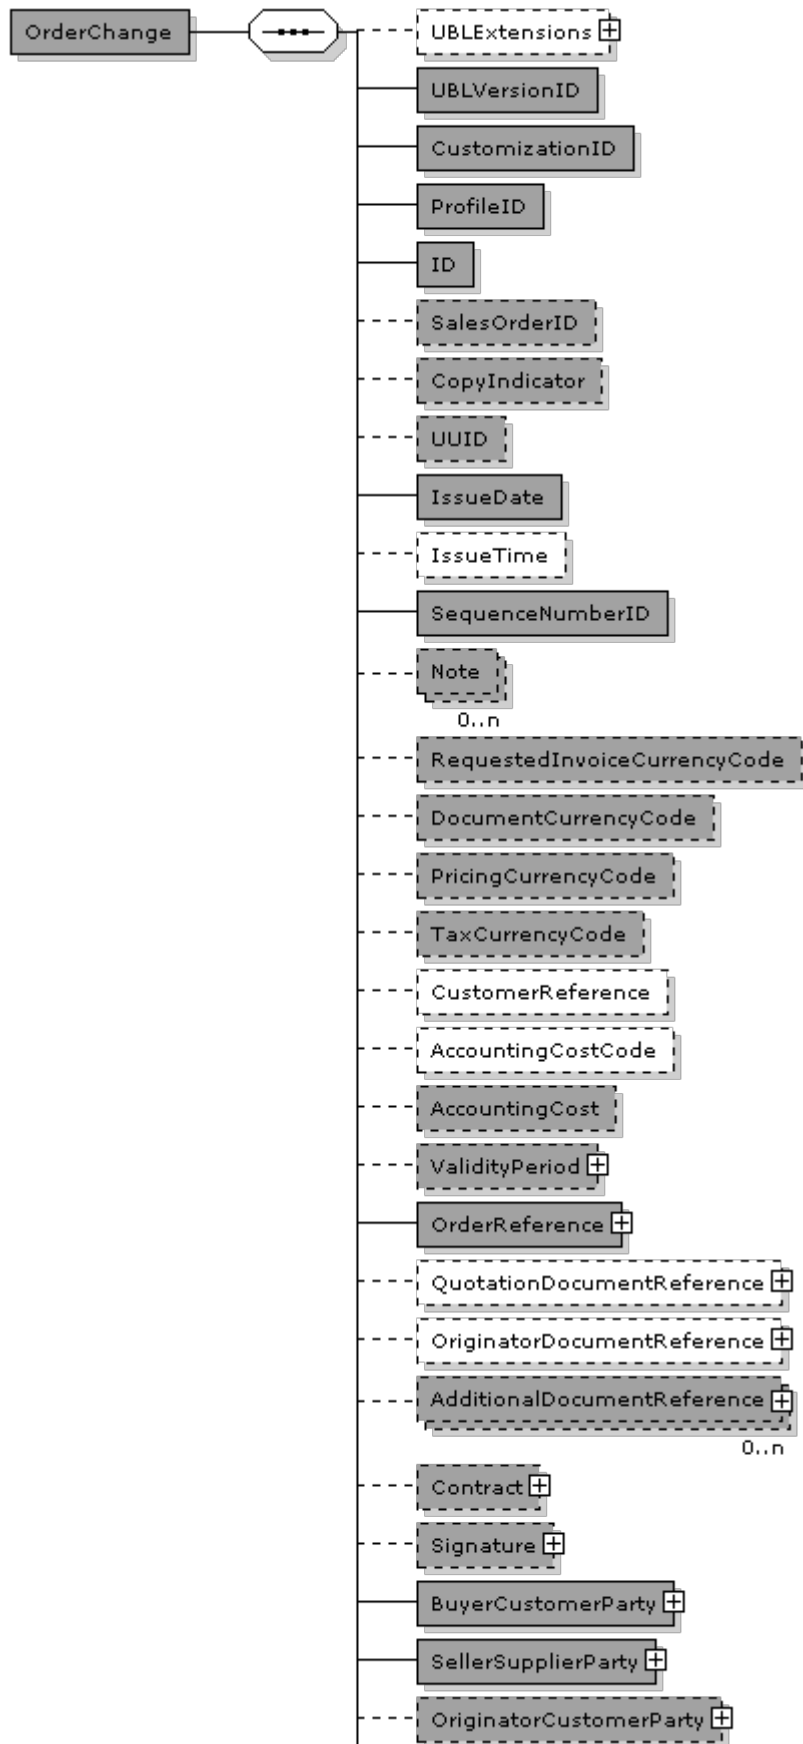 OrderChange
UBLExtensions
UBLVersionID
CustomizationID
ProfileID
ID
SalesOrderID
CopyIndicator
UUID
IssueDate
IssueTime
SequenceNumberID
Note
0..n
RequestedInvoiceCurrencyCode
DocumentCurrencyCode
PricingCurrencyCode
TaxCurrencyCode
CustomerReference
AccountingCostCode
AccountingCost
ValidityPeriod
OrderReference
QuotationDocumentReference
OriginatorDocumentReference
AdditionalDocumentReference
0..n
Contract
Signature
BuyerCustomerParty
SellerSupplierParty
OriginatorCustomerParty